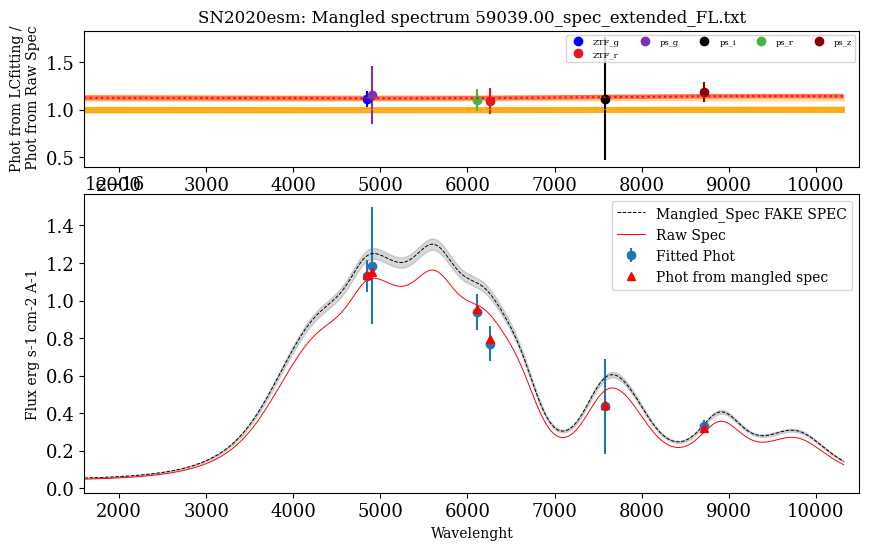 SN2020esm: Mangled spectrum 59039.00_spec_extended_FL.txt
Phot from LCfitting /
Phot from Raw Spec
1.5
1.0
0.5
ZTF_g ps_g ps_i ps_r ps_z
ZTF_r
2000 3000 4000 5000 6000 7000 8000 9000 10000
1e−16
Flux erg s-1 cm-2 A-1
1.4
1.2
1.0
0.8
0.6
0.4
0.2
0.0
Mangled_Spec FAKE SPEC
Raw Spec
Fitted Phot
Phot from mangled spec
2000 3000 4000 5000 6000 7000 8000 9000 10000
Wavelenght